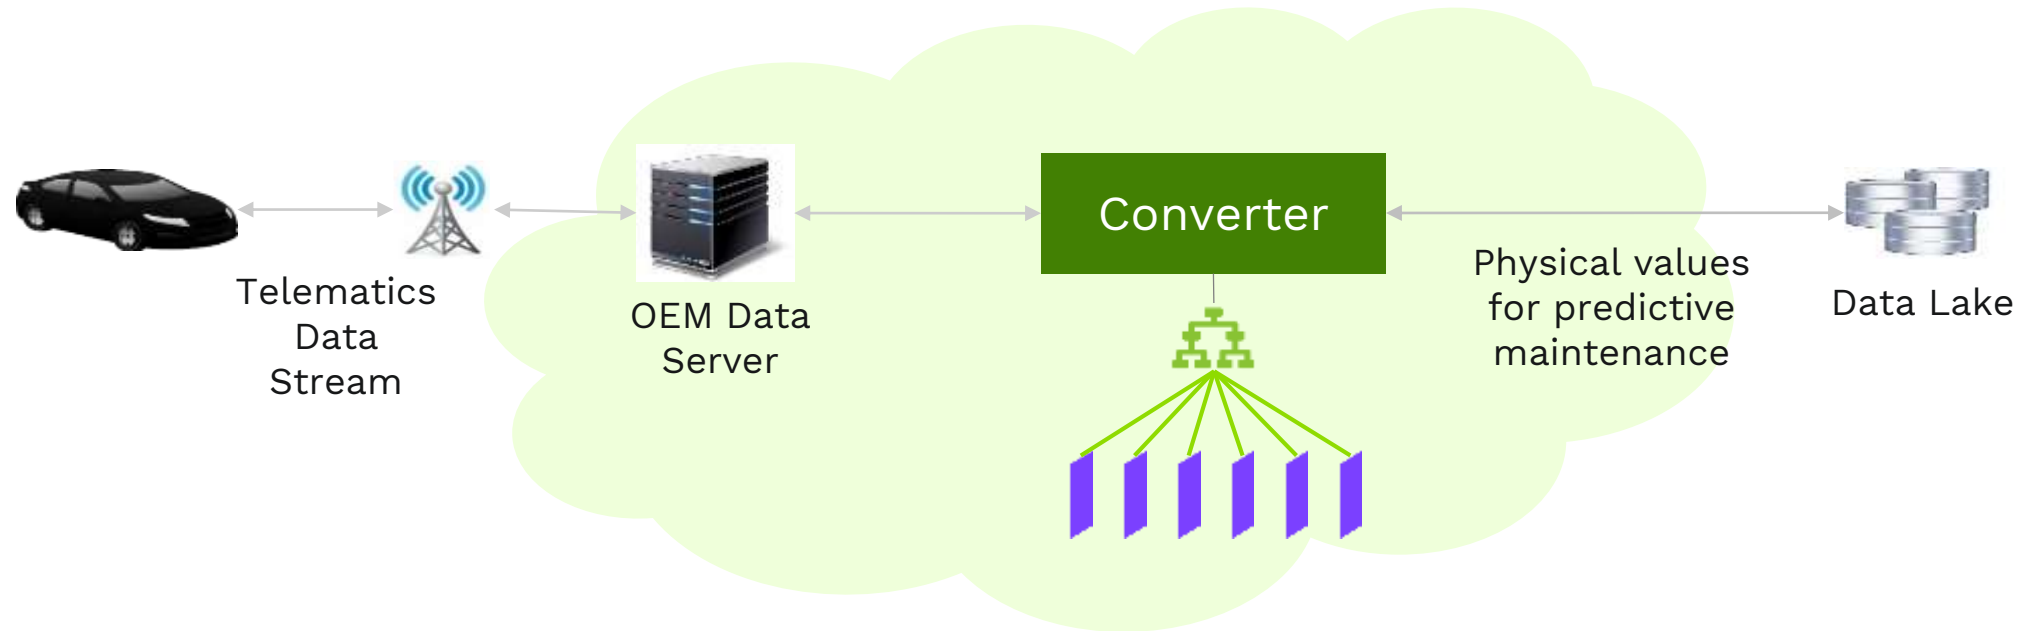 Converter
Telematics
Data
Stream
OEM Data
Server
Physical values
for predictive
maintenance
Data Lake